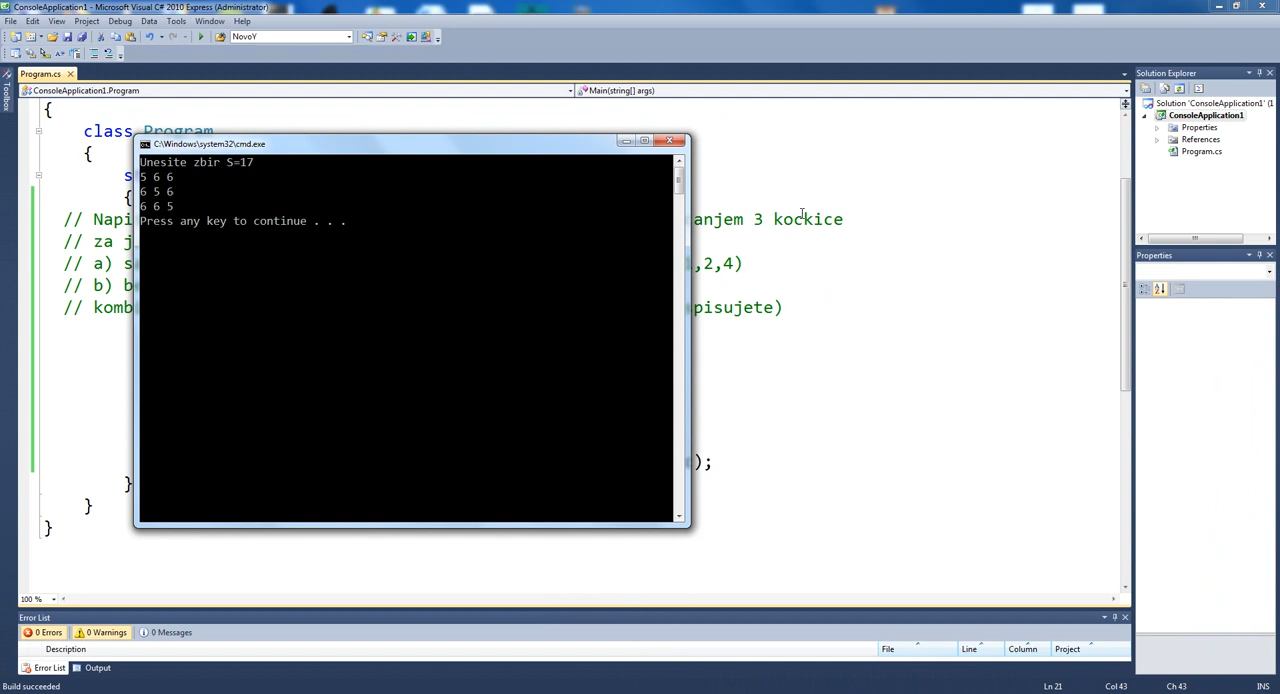 ConsoleApplication1 - Microsoft Visual C# 2010 Express (Administrator)
File Edit View Project Debug Data Tools Window Help
NovoY
Program.cs
ConsoleApplication1.Program
Main(string[] args)
{
class Program
{
{
// Napi
anjem 3 kockice
// za j
// a) s
,2,4)
// b) b
// komb
pisujete)
);
}
}
}
C:\Windows\system32\cmd.exe
Unesite zbir S=17
5 6 6
6 5 6
6 6 5
Press any key to continue . . .
Toolbox
Solution Explorer
Solution 'ConsoleApplication1' (1
ConsoleApplication1
Properties
References
Program.cs
Properties
100 %
Error List
0 Errors
0 Warnings
0 Messages
Description File Line Column Project
Error List Output
Build succeeded
Ln 21 Col 43 Ch 43 INS